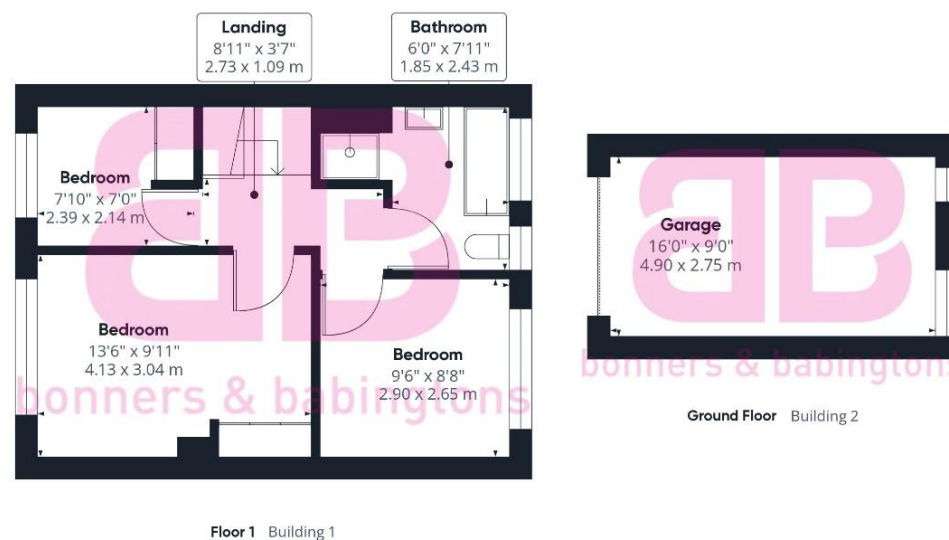 Landing
8'11" x 3'7"
2.73 x 1.09 m
Bathroom
6'0" x 7'11"
1.85 x 2.43 m
Bedroom
7'10" x 7'0"
2.39 x 2.14 m
Garage
16'0" x 9'0"
4.90 x 2.75 m
Bedroom
13'6" x 9'11"
4.13 x 3.04 m
Bedroom
9'6" x 8'8"
2.90 x 2.65 m
BB
bonners & babingtons
BB
bonners & babingtons
Ground Floor Building 2
Floor 1 Building 1